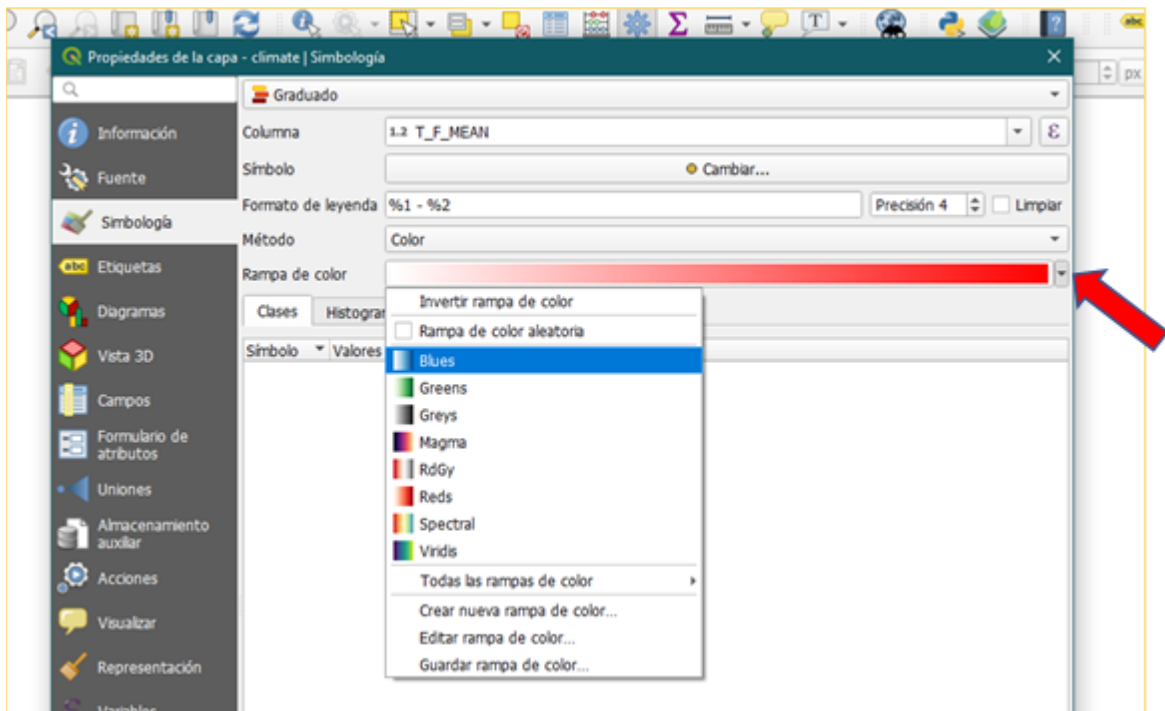 abc
px
Propiedades de la capa - climate | Simbología
Graduado
Información
Columna
1.2 T_F_MEAN
ε
Fuente
Símbolo
Cambiar...
Simbología
Formato de leyenda
%1 - %2
Precisión 4
Limpiar
Método
Color
abc
Etiquetas
Rampa de color
Diagramas
Clases
Histogra
Invertir rampa de color
Rampa de color aleatoria
Vista 3D
Símbolo
Valores
Blues
Greens
Campos
Greys
Formulario de
atributos
Magma
RdGy
Uniones
Reds
Almacenamiento
auxiliar
Spectral
Viridis
Acciones
Todas las rampas de color
Visualizar
Crear nueva rampa de color...
Editar rampa de color...
Representación
Guardar rampa de color...
Variables